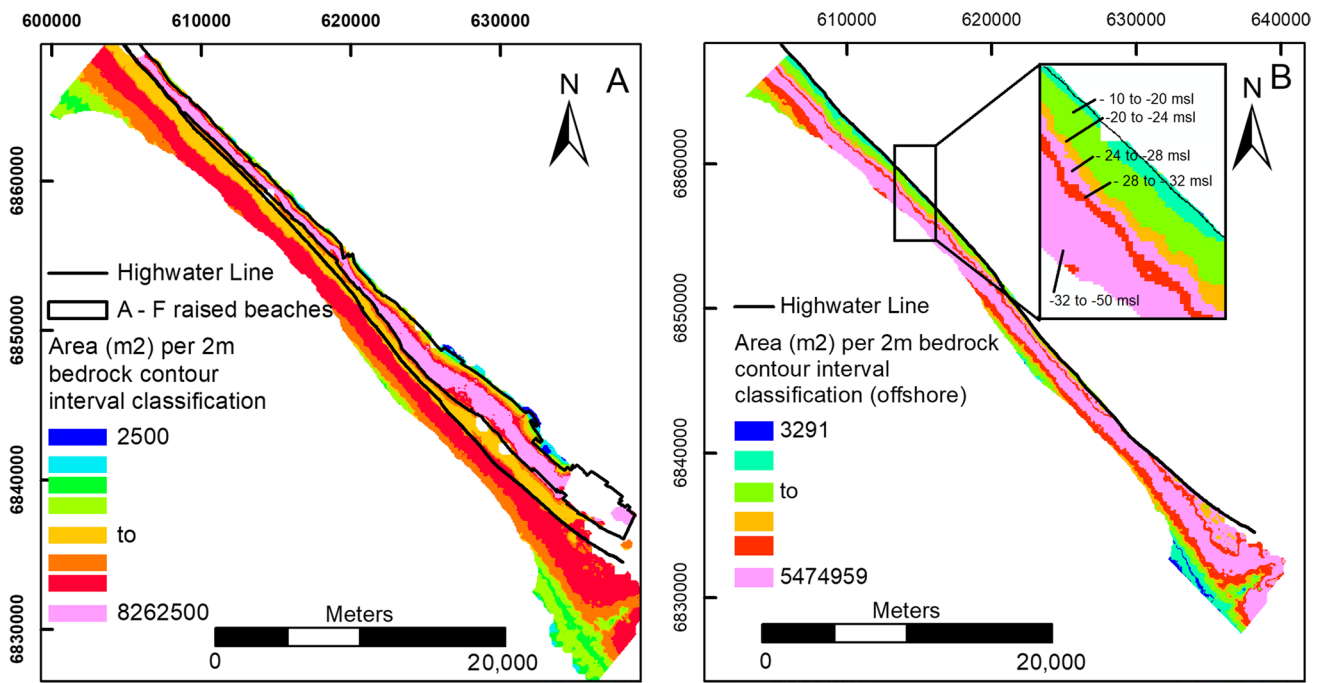 600000 610000 620000 630000
A
N
6860000
6850000
6840000
6830000
Highwater Line
A - F raised beaches
Area (m2) per 2m
bedrock contour
interval classification
2500
to
8262500
Meters
0 20,000
610000 620000 630000 640000
B
N
- 10 to -20 msl
-20 to -24 msl
- 24 to -28 msl
- 28 to - 32 msl
-32 to -50 msl
6860000
6850000
6840000
6830000
Highwater Line
Area (m2) per 2m bedrock
contour interval
classification (offshore)
3291
to
5474959
Meters
0 20,000